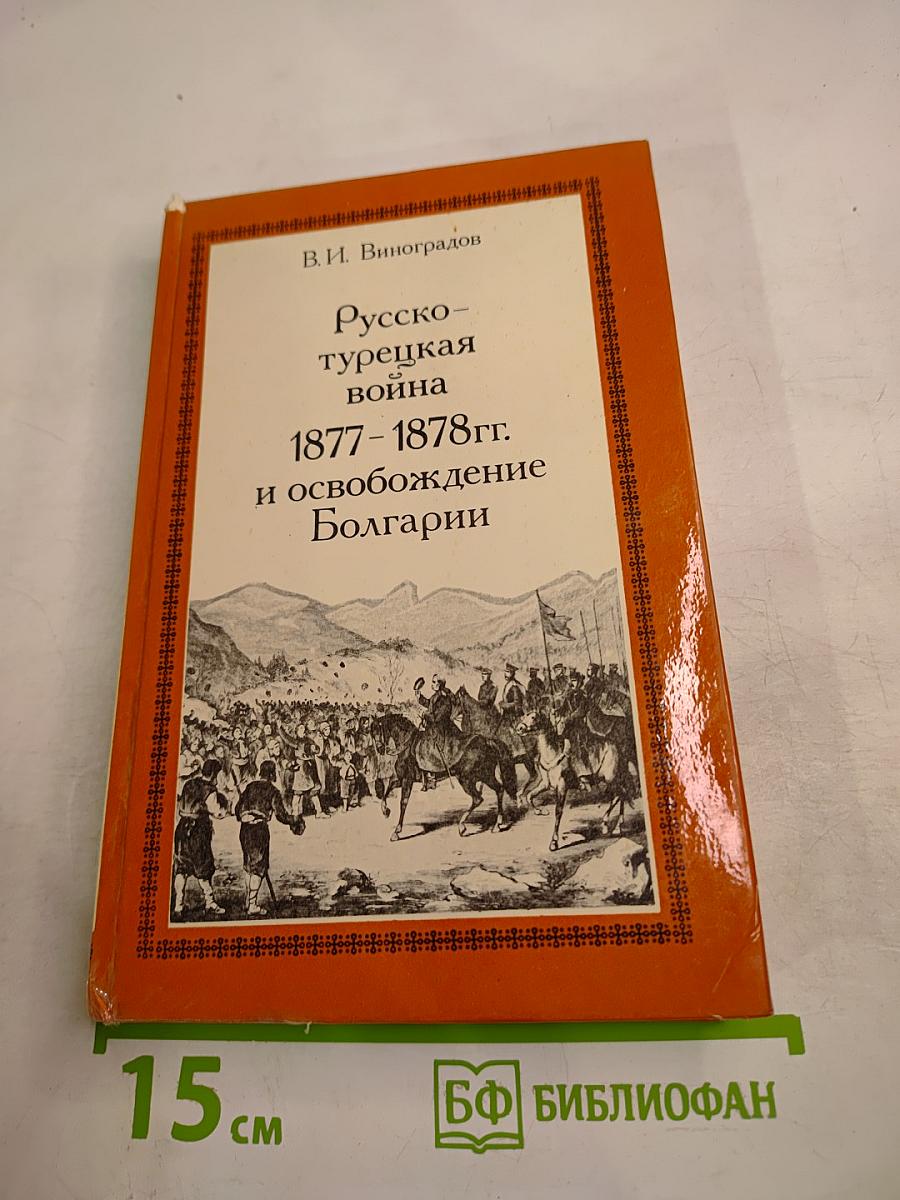 В. И. Виноградов
Русско-
турецкая
война
1877-1878гг.
и освобождение
Болгарии
15 см
БФ БИБЛИОФАН